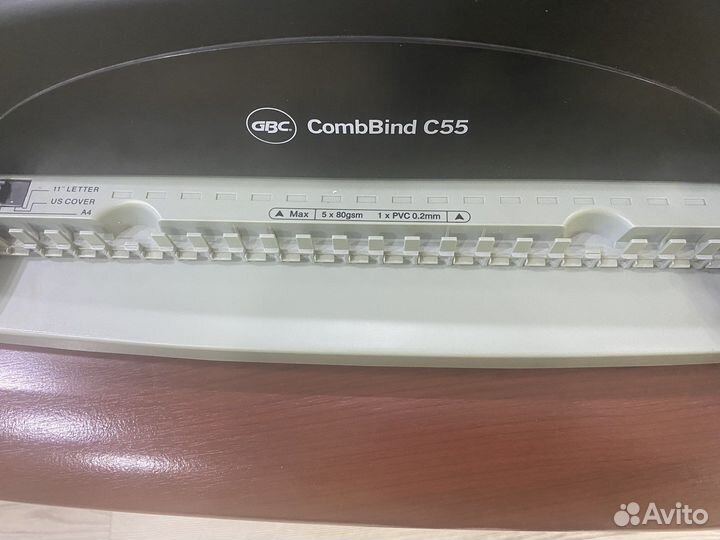 GBC CombBind C55
11" LETTER
US COVER
A4
Max 5 x 80gsm 1 x PVC 0.2mm
Avito